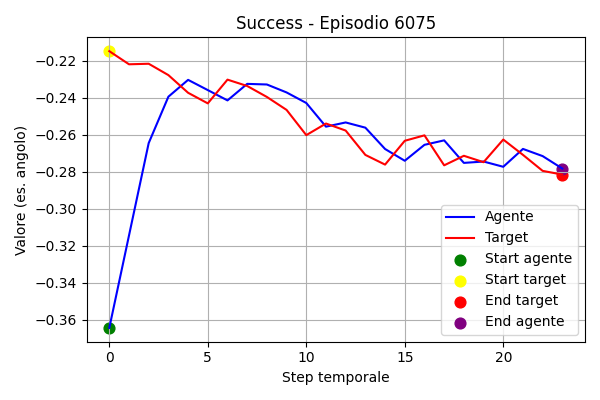 Success - Episodio 6075
Valore (es. angolo)
−0.22
−0.24
−0.26
−0.28
−0.30
−0.32
−0.34
−0.36
0
5
10
15
20
Step temporale
Agente
Target
Start agente
Start target
End target
End agente